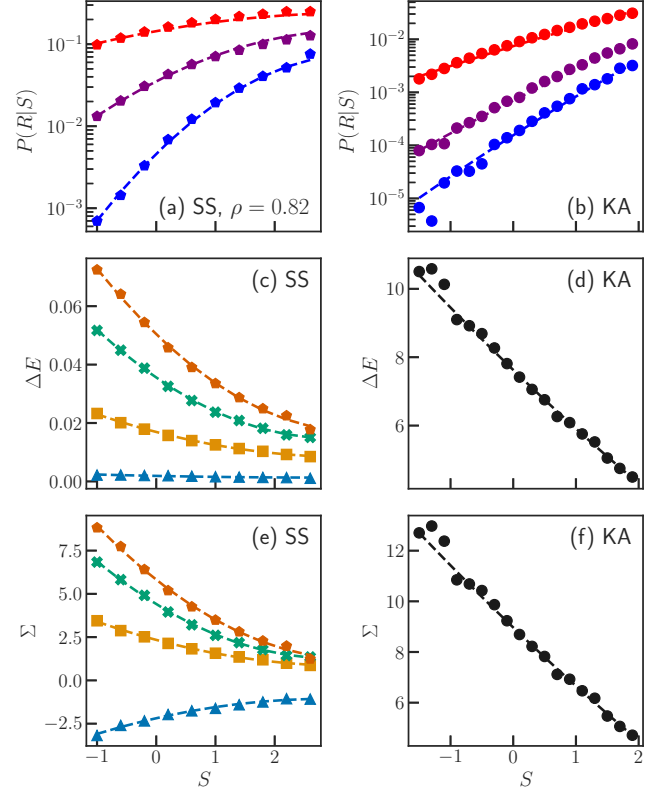 P(R|S)
10⁻¹
10⁻²
10⁻³
(a) SS, ρ = 0.82
P(R|S)
10⁻²
10⁻³
10⁻⁴
10⁻⁵
(b) KA
ΔE
0.06
0.04
0.02
0.00
(c) SS
ΔE
10
8
6
(d) KA
Σ
7.5
5.0
2.5
0.0
−2.5
(e) SS
−1 0 1 2
S
Σ
12
10
8
6
(f) KA
−1 0 1 2
S